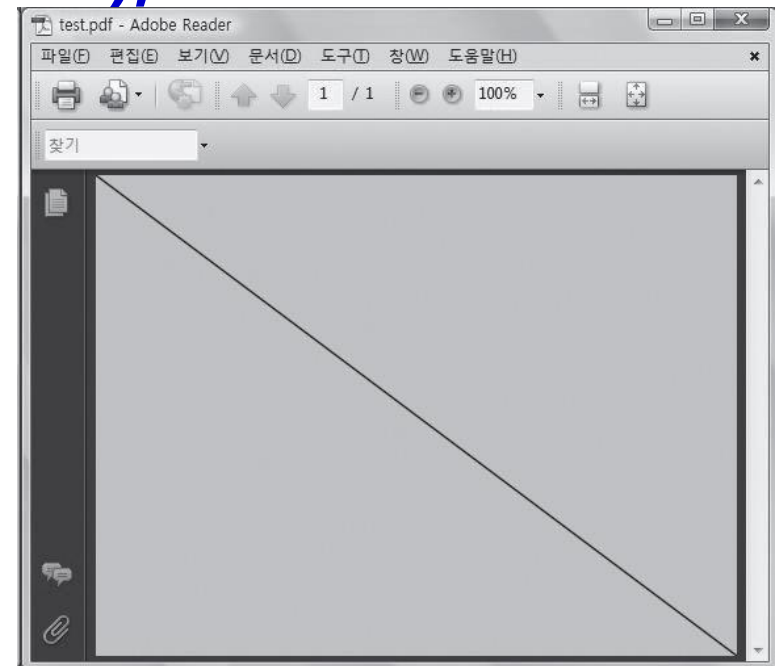 test.pdf - Adobe Reader
파일(F) 편집(E) 보기(V) 문서(D) 도구(T) 창(W) 도움말(H)
1 / 1 100%
찾기